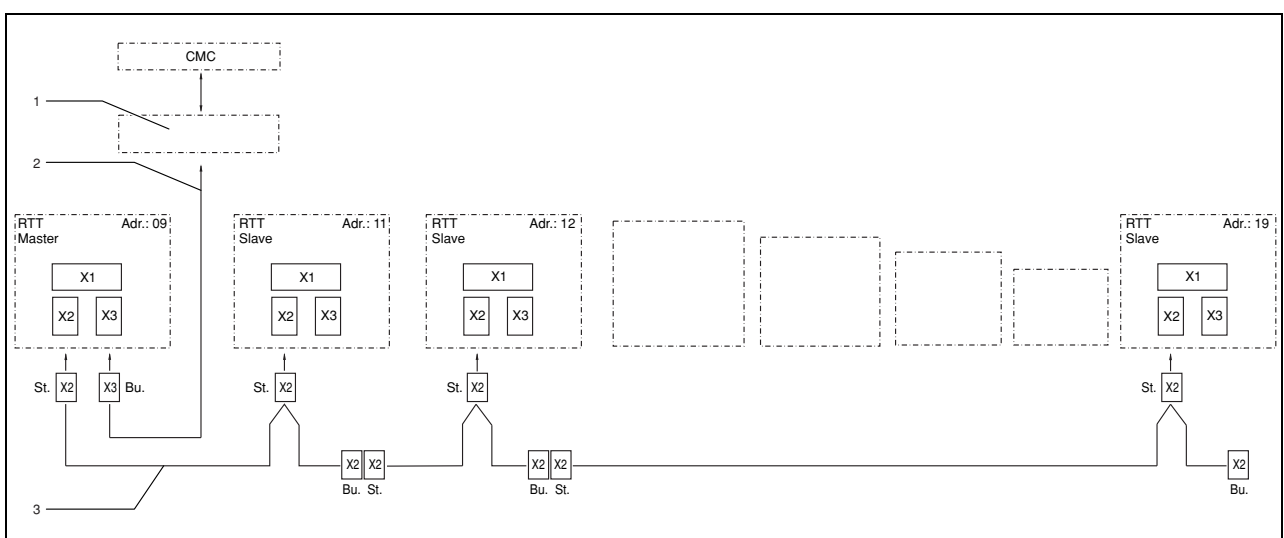 CMC
1
2
RTT Adr.: 09
Master
RTT Adr.: 11
Slave
RTT Adr.: 12
Slave
RTT Adr.: 19
Slave
X1
X1
X1
X1
X2 X3
X2 X3
X2 X3
X2 X3
St. X2
X3 Bu.
St. X2
St. X2
St. X2
X2 X2
X2 X2
X2
Bu. St.
Bu. St.
Bu.
3